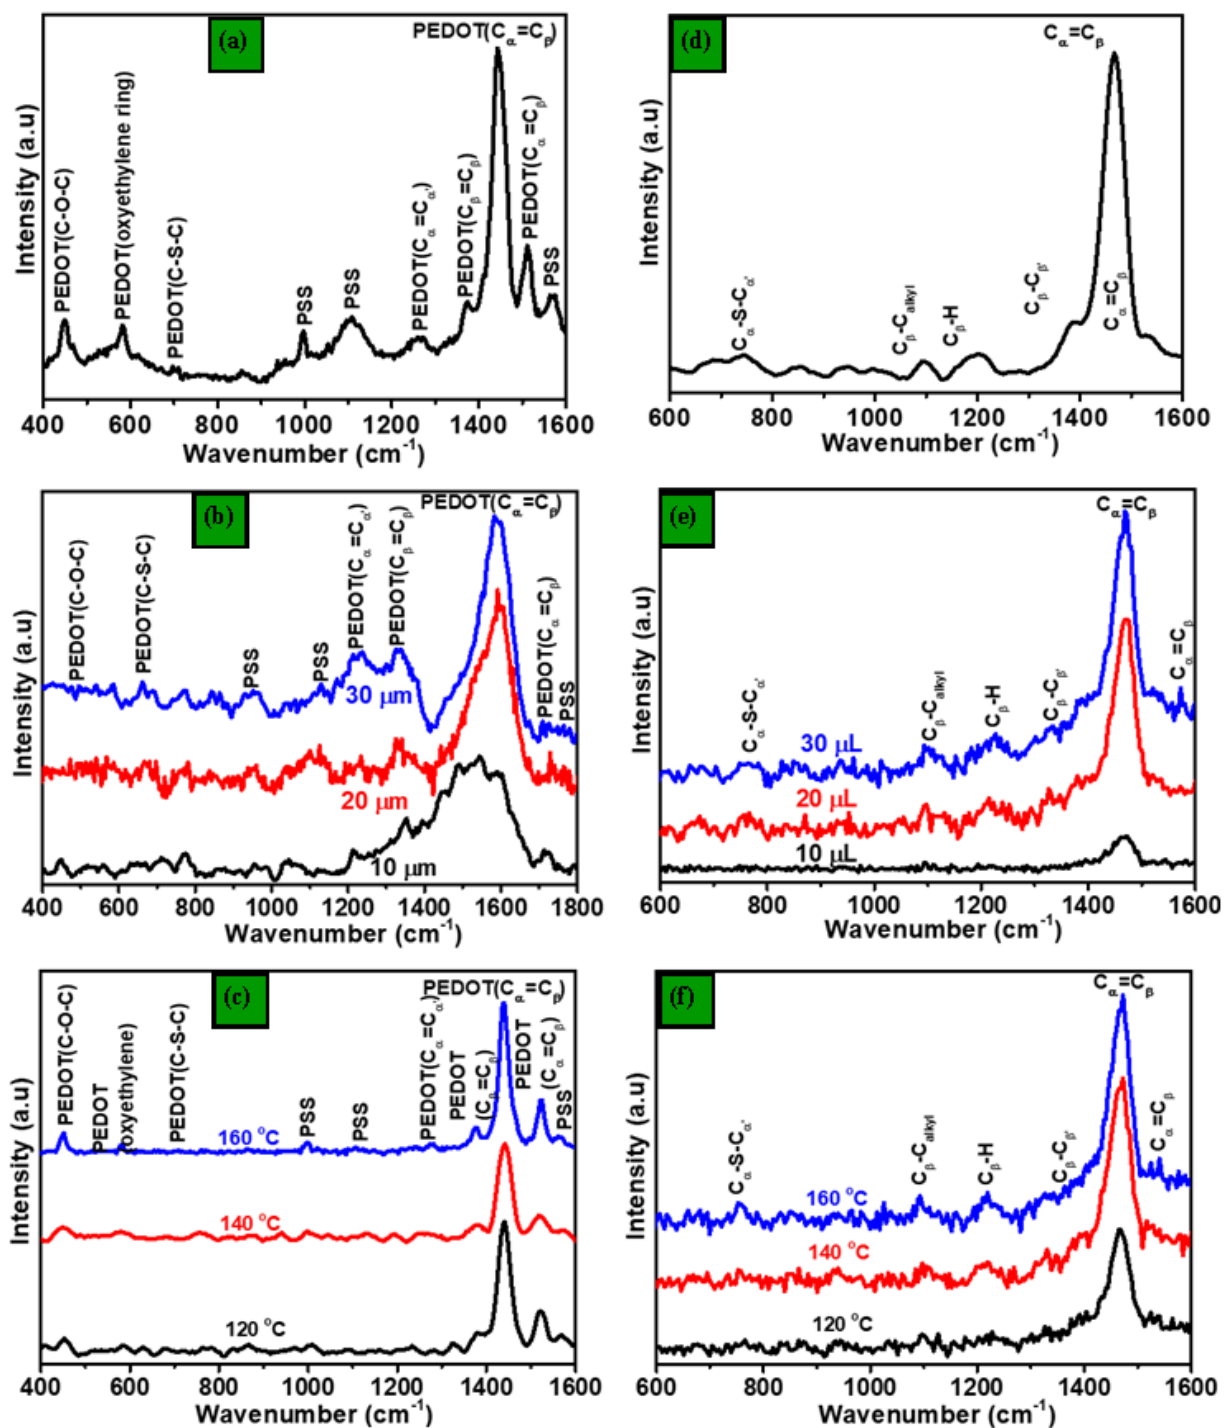 (a)
PEDOT(Cα=Cβ)
PEDOT(C-O-C)
PEDOT(oxyethylene ring)
PEDOT(C-S-C)
PSS
PSS
PEDOT(Cα=Cα')
PEDOT(Cβ=Cβ)
PEDOT(Cα=Cβ)
PSS
Intensity (a.u)
400 600 800 1000 1200 1400 1600
Wavenumber (cm-1)
(d)
Cα=Cβ
Cα-S-Cα'
Cβ-Calkyl
Cβ-H
Cβ-Cβ'
Cα=Cβ
Intensity (a.u)
600 800 1000 1200 1400 1600
Wavenumber (cm-1)
(b)
PEDOT(Cα=Cβ)
PEDOT(C-O-C)
PEDOT(C-S-C)
PSS
PSS
PEDOT(Cα=Cα')
PEDOT(Cβ=Cβ)
PEDOT(Cα=Cβ)
PSS
30 μm
20 μm
10 μm
Intensity (a.u)
400 600 800 1000 1200 1400 1600 1800
Wavenumber (cm-1)
(e)
Cα=Cβ
Cα-S-Cα'
Cβ-Calkyl
Cβ-H
Cβ-Cβ'
Cα=Cβ
30 μL
20 μL
10 μL
Intensity (a.u)
600 800 1000 1200 1400 1600
Wavenumber (cm-1)
(c)
PEDOT(Cα=Cβ)
PEDOT(C-O-C)
PEDOT
(oxyethylene)
PEDOT(C-S-C)
PSS
PSS
PEDOT(Cα=Cα')
PEDOT
(Cβ=Cβ)
PEDOT
(Cα=Cβ)
PSS
160 °C
140 °C
120 °C
Intensity (a.u)
400 600 800 1000 1200 1400 1600
Wavenumber (cm-1)
(f)
Cα=Cβ
Cα-S-Cα'
Cβ-Calkyl
Cβ-H
Cβ-Cβ'
Cα=Cβ
160 °C
140 °C
120 °C
Intensity (a.u)
600 800 1000 1200 1400 1600
Wavenumber (cm-1)